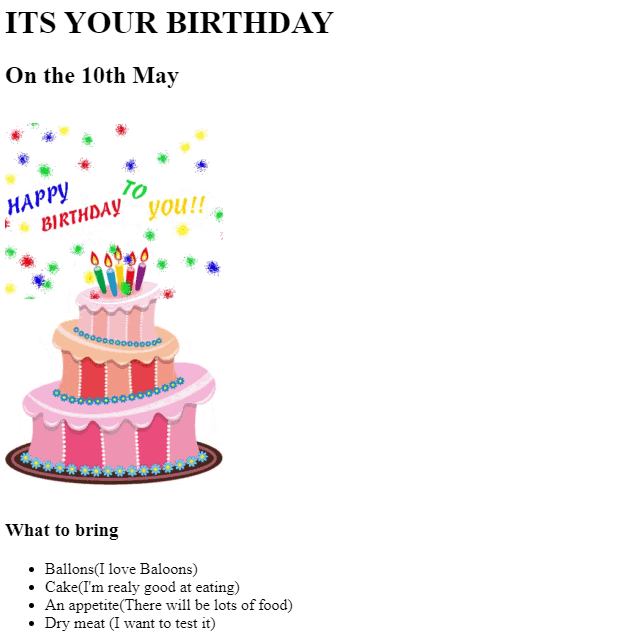 ITS YOUR BIRTHDAY
On the 10th May
HAPPY BIRTHDAY TO YOU!!
What to bring
Ballons(I love Baloons)
Cake(I'm realy good at eating)
An appetite(There will be lots of food)
Dry meat (I want to test it)